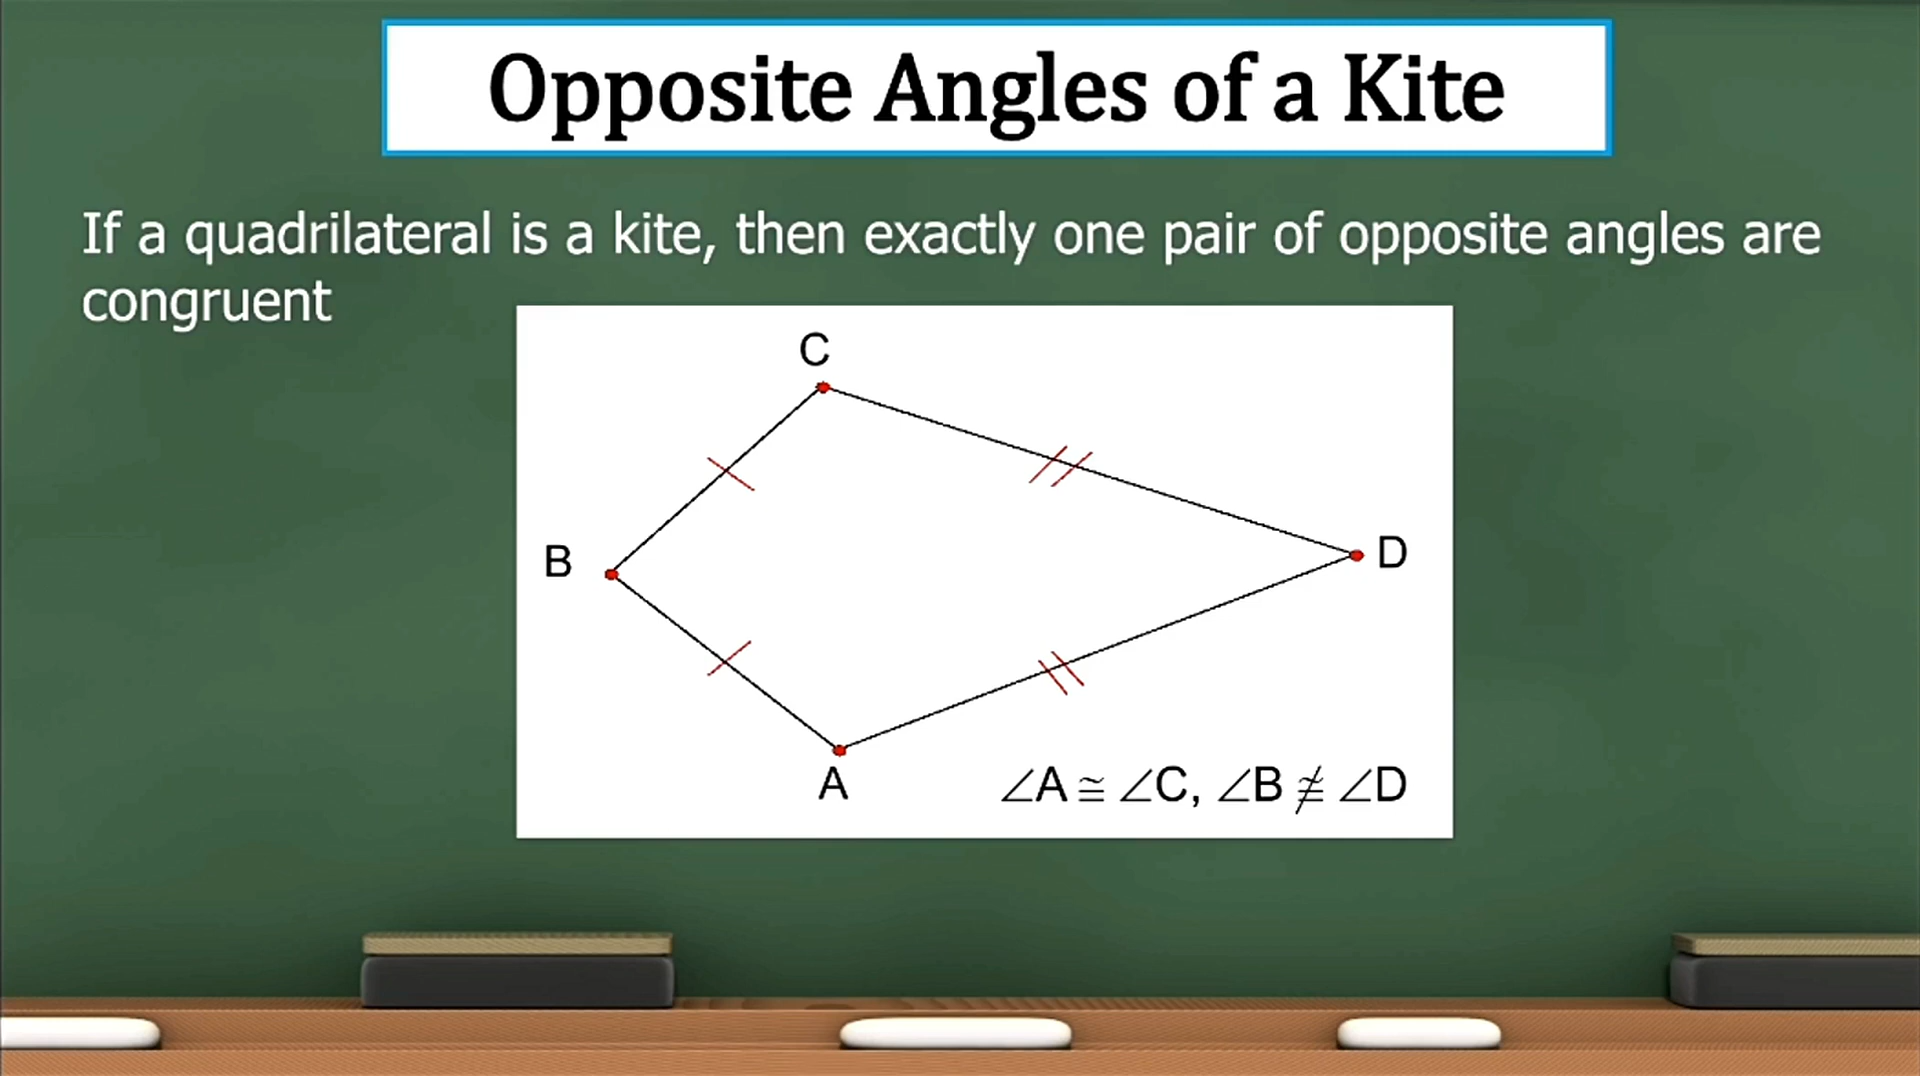 Opposite Angles of a Kite
If a quadrilateral is a kite, then exactly one pair of opposite angles are
congruent
C
B
D
A
∠A ≅ ∠C, ∠B ≇ ∠D